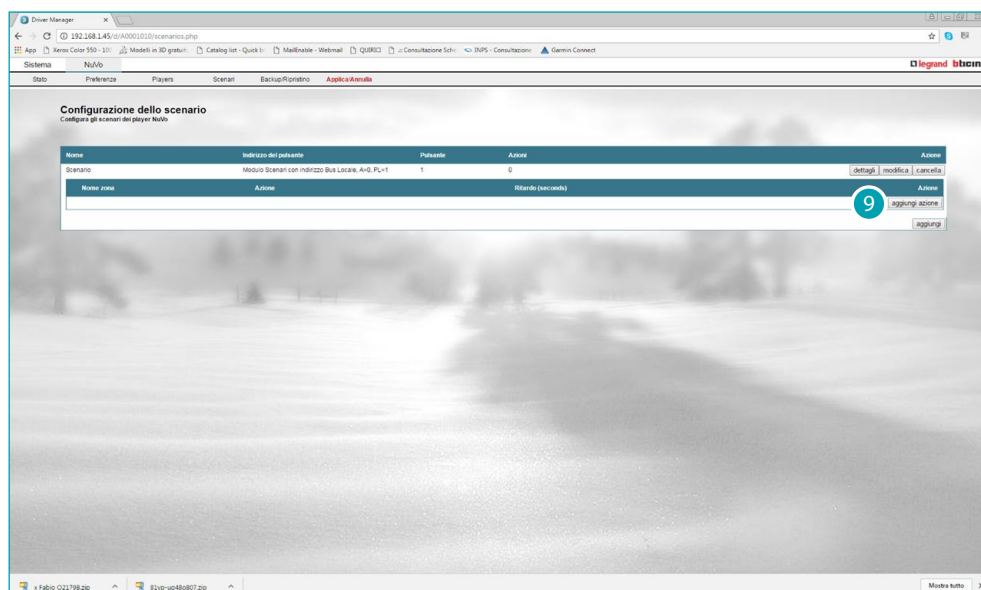 Driver Manager
192.168.1.45/d/A0001010/scenarios.php
App Xerox Color 550 - 100 Modelli in 3D gratuiti Catalog list - Quick MailEnable - Webmail QUIRICI :: Consultazione Sche INPS - Consultazione Garmin Connect
Sistema NuVo legrand bticino
Stato Preferenze Players Scenari Backup/Ripristino Applica/Annulla
Configurazione dello scenario
Configura gli scenari dei player NuVo
Nome Indirizzo del pulsante Pulsante Azioni Azione
Scenario Modulo Scenari con indirizzo Bus Locale, A=0, PL=1 1 0 dettagli modifica cancella
Nome zona Azione Ritardo (seconds) Azione
9 aggiungi azione
aggiungi
x Fabio O21798.zip 81vp-ug48o807.zip Mostra tutto